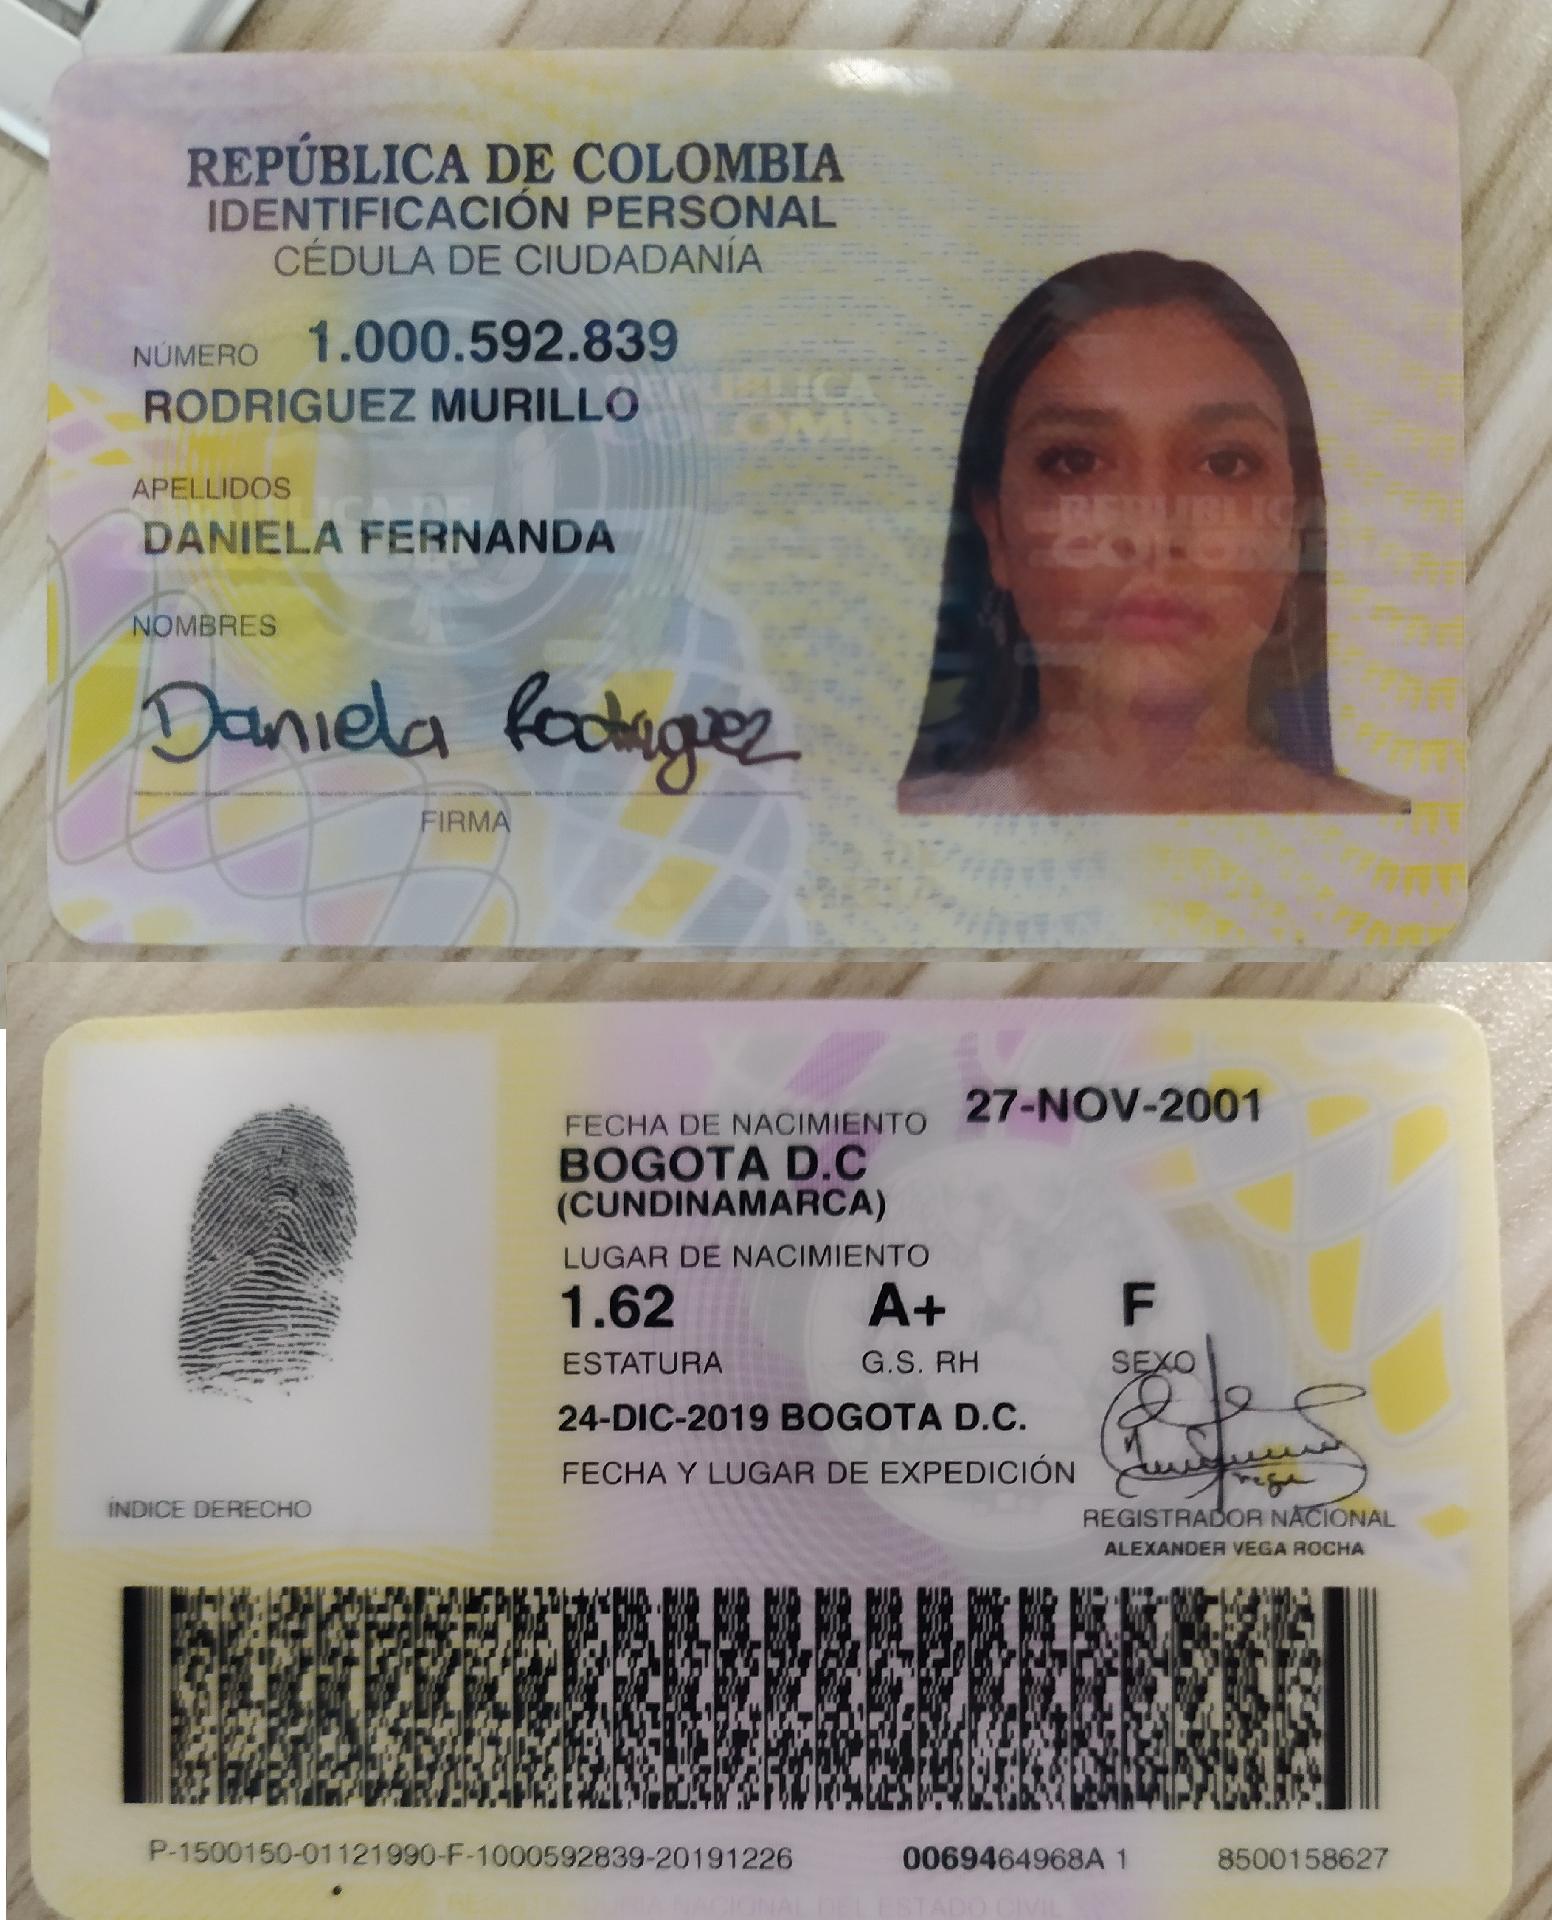 REPÚBLICA DE COLOMBIA
IDENTIFICACIÓN PERSONAL
CÉDULA DE CIUDADANÍA
NÚMERO 1.000.592.839
RODRIGUEZ MURILLO
APELLIDOS
DANIELA FERNANDA
NOMBRES
Daniela Rodriguez
FIRMA
REPUBLICA
COLOM
FECHA DE NACIMIENTO 27-NOV-2001
BOGOTA D.C
(CUNDINAMARCA)
LUGAR DE NACIMIENTO
1.62 A+ F
ESTATURA G.S. RH SEXO
24-DIC-2019 BOGOTA D.C.
FECHA Y LUGAR DE EXPEDICIÓN
ÍNDICE DERECHO
REGISTRADOR NACIONAL
ALEXANDER VEGA ROCHA
P-1500150-01121990-F-1000592839-20191226 0069464968A 1 8500158627
REGISTRADURIA NACIONAL DEL ESTADO CIVIL